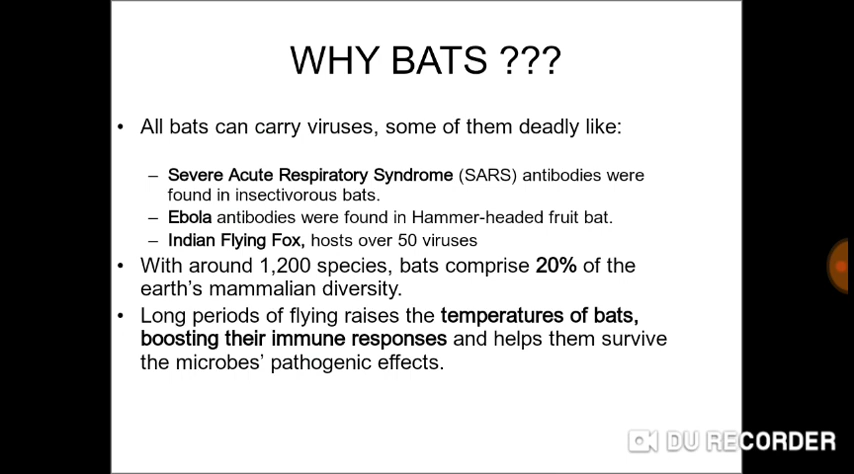 WHY BATS ???
• All bats can carry viruses, some of them deadly like:
– Severe Acute Respiratory Syndrome (SARS) antibodies were
found in insectivorous bats.
– Ebola antibodies were found in Hammer-headed fruit bat.
– Indian Flying Fox, hosts over 50 viruses
• With around 1,200 species, bats comprise 20% of the
earth's mammalian diversity.
• Long periods of flying raises the temperatures of bats,
boosting their immune responses and helps them survive
the microbes' pathogenic effects.
DU RECORDER